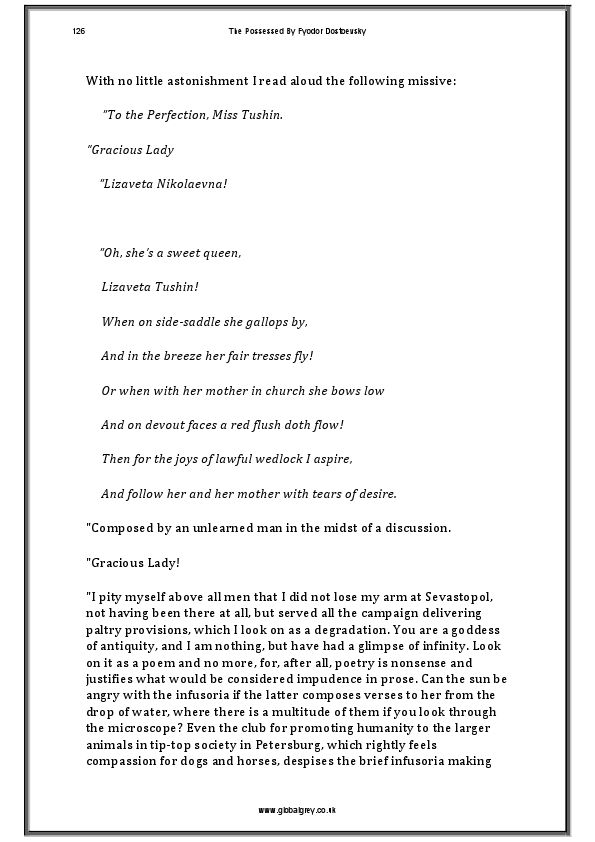 126 The Possessed By Fyodor Dostoevsky
With no little astonishment I read aloud the following missive:
"To the Perfection, Miss Tushin.
"Gracious Lady
"Lizaveta Nikolaevna!
"Oh, she's a sweet queen,
Lizaveta Tushin!
When on side-saddle she gallops by,
And in the breeze her fair tresses fly!
Or when with her mother in church she bows low
And on devout faces a red flush doth flow!
Then for the joys of lawful wedlock I aspire,
And follow her and her mother with tears of desire.
"Composed by an unlearned man in the midst of a discussion.
"Gracious Lady!
"I pity myself above all men that I did not lose my arm at Sevastopol,
not having been there at all, but served all the campaign delivering
paltry provisions, which I look on as a degradation. You are a goddess
of antiquity, and I am nothing, but have had a glimpse of infinity. Look
on it as a poem and no more, for, after all, poetry is nonsense and
justifies what would be considered impudence in prose. Can the sun be
angry with the infusoria if the latter composes verses to her from the
drop of water, where there is a multitude of them if you look through
the microscope? Even the club for promoting humanity to the larger
animals in tip-top society in Petersburg, which rightly feels
compassion for dogs and horses, despises the brief infusoria making
www.globalgrey.co.uk